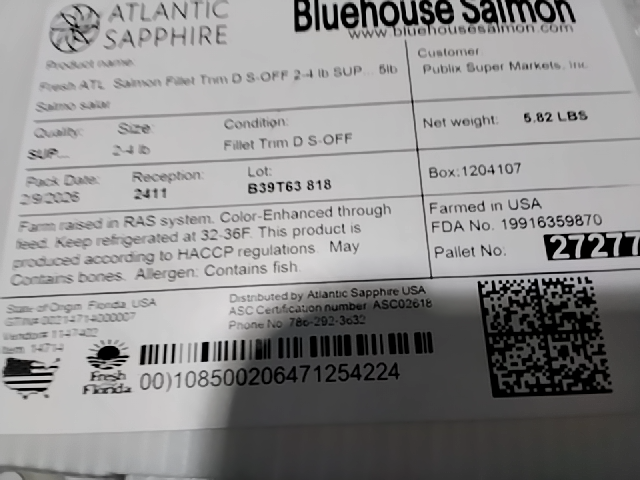 ATLANTIC
SAPPHIRE
Bluehouse Salmon
www.bluehousesalmon.com
Product name:
Fresh ATL Salmon Fillet Trim D S-OFF 2-4 lb SUP... 5lb
Salmo salar
Customer:
Publix Super Markets, Inc.
Quality:
SUP...
Size:
2-4 lb
Condition:
Fillet Trim D S-OFF
Net weight: 5.82 LBS
Pack Date:
2/9/2026
Reception:
2411
Lot:
B39T63 818
Box:1204107
Farm raised in RAS system. Color-Enhanced through
feed. Keep refrigerated at 32-36F. This product is
produced according to HACCP regulations. May
Contains bones. Allergen: Contains fish.
Farmed in USA
FDA No. 19916359870
Pallet No: 27277
State of Origin: Florida, USA
Distributed by Atlantic Sapphire USA
ASC Certification number ASC02618
Phone No 786-292-3632
Item: 14714
Fresh
Florida
00)108500206471254224